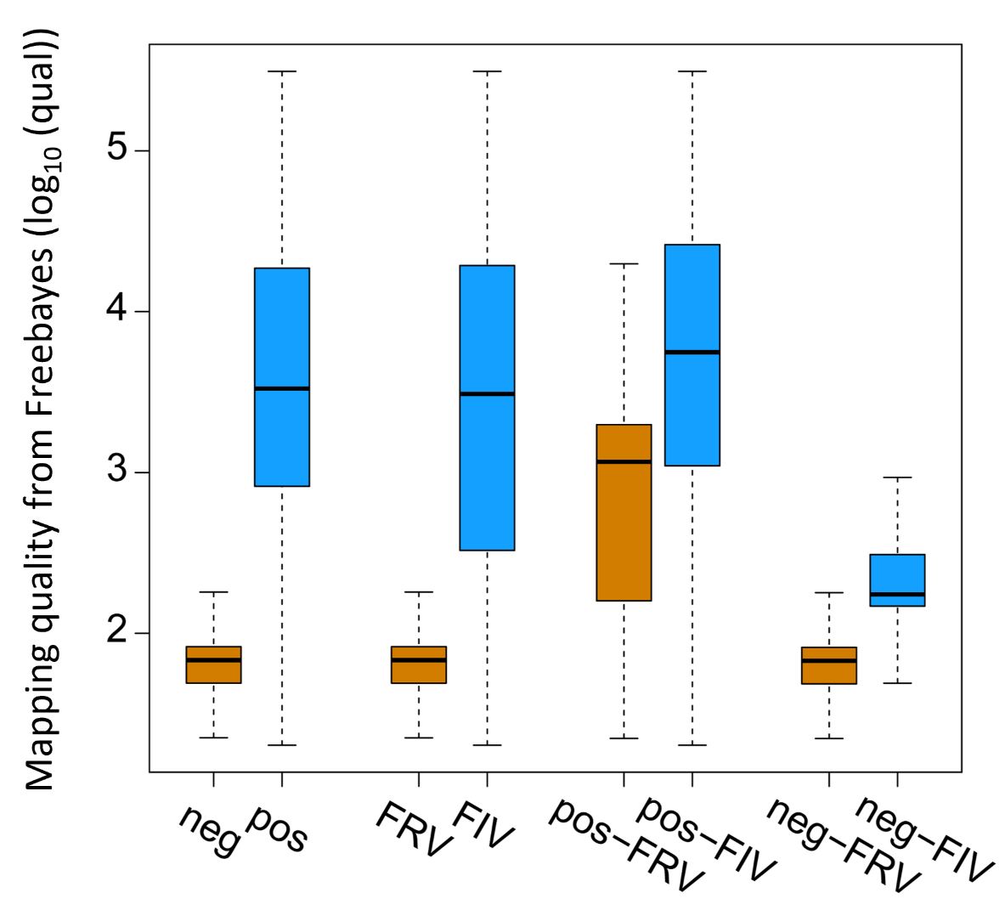 Mapping quality from Freebayes (log10 (qual))
5
4
3
2
neg
pos
FRV
FIV
pos−FRV
pos−FIV
neg−FRV
neg−FIV